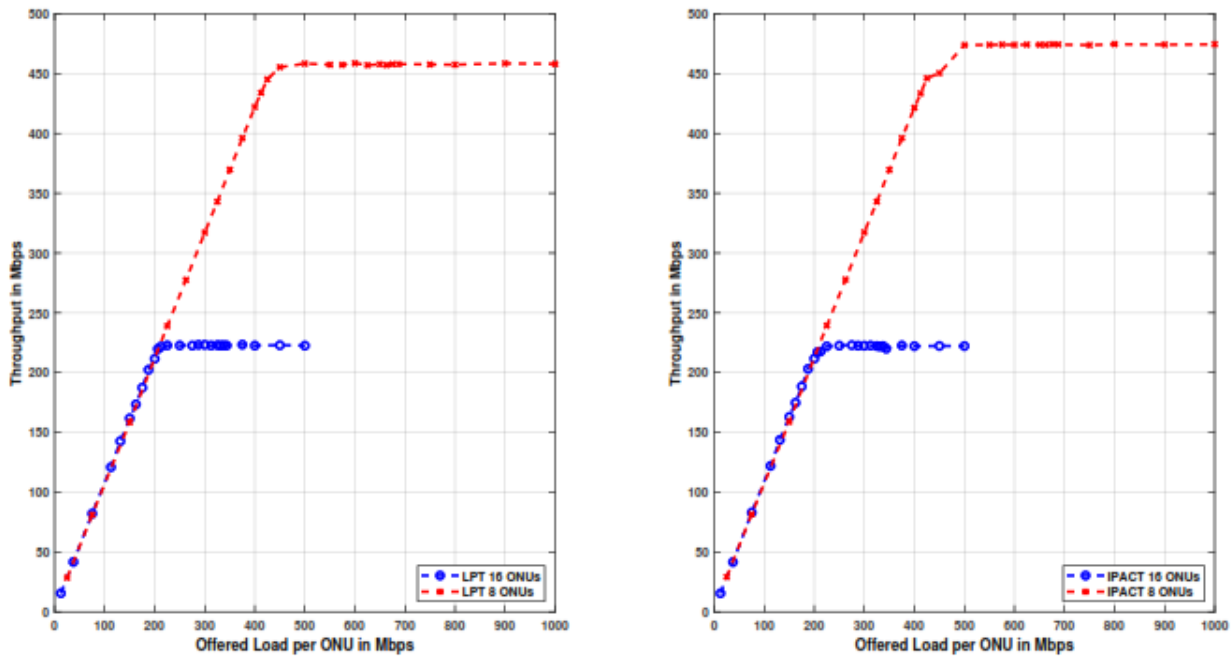 500
450
400
350
300
250
200
150
100
50
0
Throughput in Mbps
LPT 16 ONUs
LPT 8 ONUs
0 100 200 300 400 500 600 700 800 900 1000
Offered Load per ONU in Mbps
500
450
400
350
300
250
200
150
100
50
0
Throughput in Mbps
IPACT 16 ONUs
IPACT 8 ONUs
0 100 200 300 400 500 600 700 800 900 1000
Offered Load per ONU in Mbps